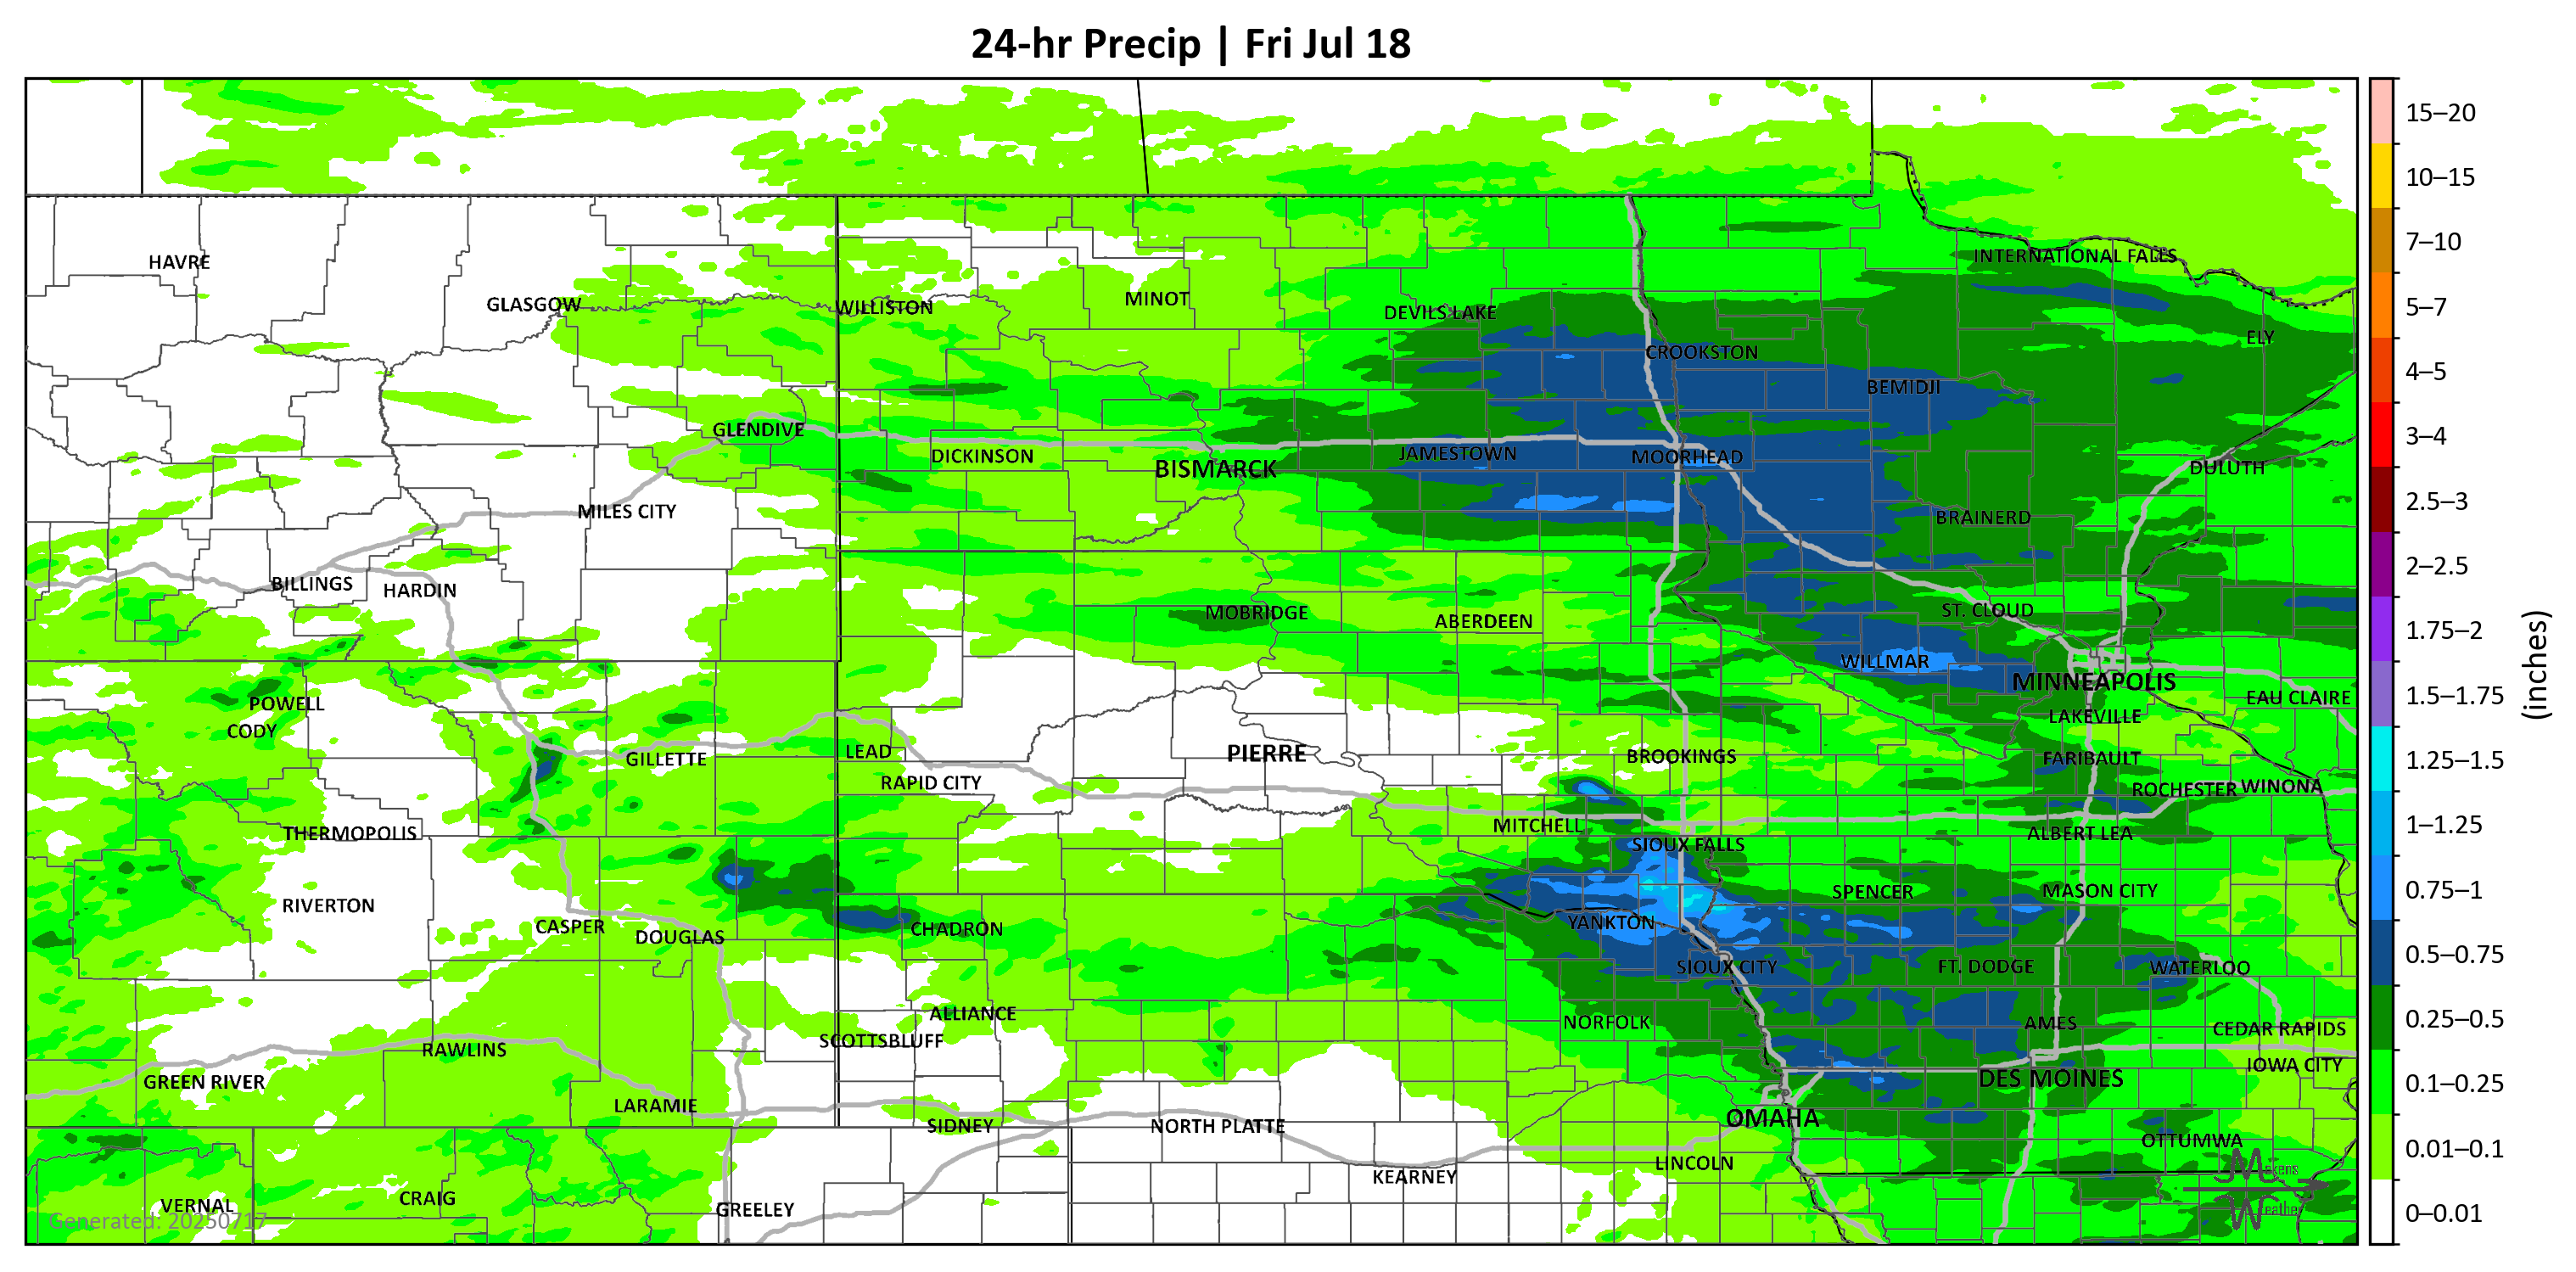 24-hr Precip | Fri Jul 18
15–20
10–15
7–10
5–7
4–5
3–4
2.5–3
2–2.5
1.75–2
1.5–1.75
1.25–1.5
1–1.25
0.75–1
0.5–0.75
0.25–0.5
0.1–0.25
0.01–0.1
0–0.01
(inches)
HAVRE
INTERNATIONAL FALLS
GLASGOW
WILLISTON
MINOT
DEVILS LAKE
ELY
CROOKSTON
BEMIDJI
GLENDIVE
DICKINSON
BISMARCK
JAMESTOWN
MOORHEAD
DULUTH
MILES CITY
BRAINERD
BILLINGS
HARDIN
MOBRIDGE
ABERDEEN
ST. CLOUD
WILLMAR
MINNEAPOLIS
POWELL
EAU CLAIRE
CODY
LAKEVILLE
GILLETTE
LEAD
PIERRE
BROOKINGS
FARIBAULT
RAPID CITY
ROCHESTER
WINONA
THERMOPOLIS
MITCHELL
ALBERT LEA
SIOUX FALLS
RIVERTON
SPENCER
MASON CITY
CASPER
DOUGLAS
CHADRON
YANKTON
SIOUX CITY
FT. DODGE
WATERLOO
ALLIANCE
NORFOLK
AMES
CEDAR RAPIDS
SCOTTSBLUFF
RAWLINS
IOWA CITY
GREEN RIVER
DES MOINES
LARAMIE
SIDNEY
NORTH PLATTE
OMAHA
OTTUMWA
LINCOLN
KEARNEY
VERNAL
CRAIG
GREELEY
Generated: 20250717
Makens
Weather